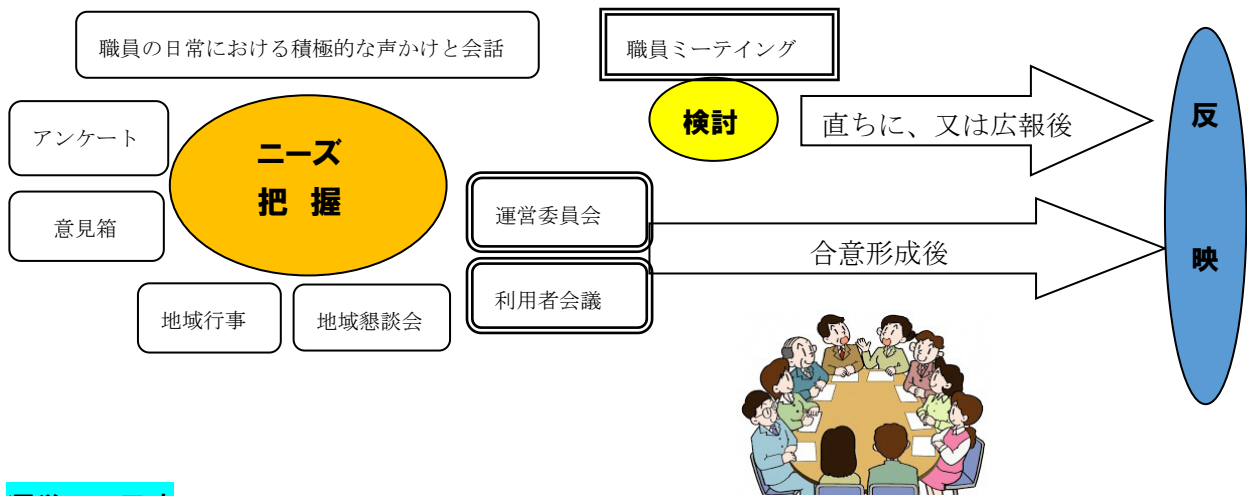 職員の日常における積極的な声かけと会話
職員ミーテイング
アンケート
ニーズ
把 握
検討
直ちに、又は広報後
反
映
意見箱
運営委員会
合意形成後
利用者会議
地域行事
地域懇談会